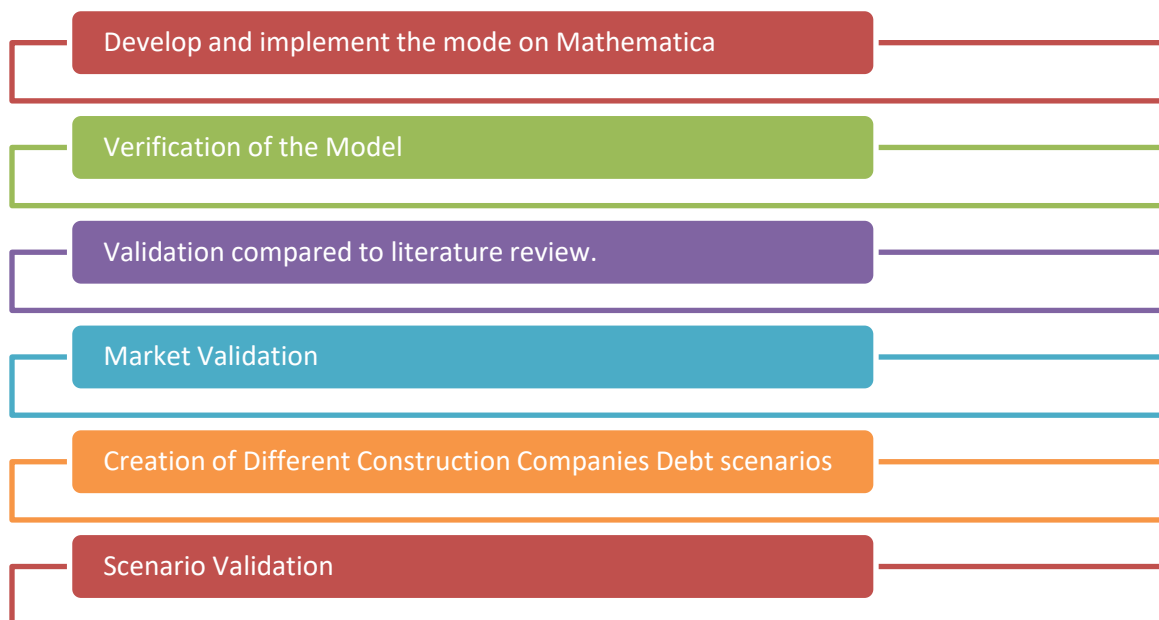 Develop and implement the mode on Mathematica
Verification of the Model
Validation compared to literature review.
Market Validation
Creation of Different Construction Companies Debt scenarios
Scenario Validation